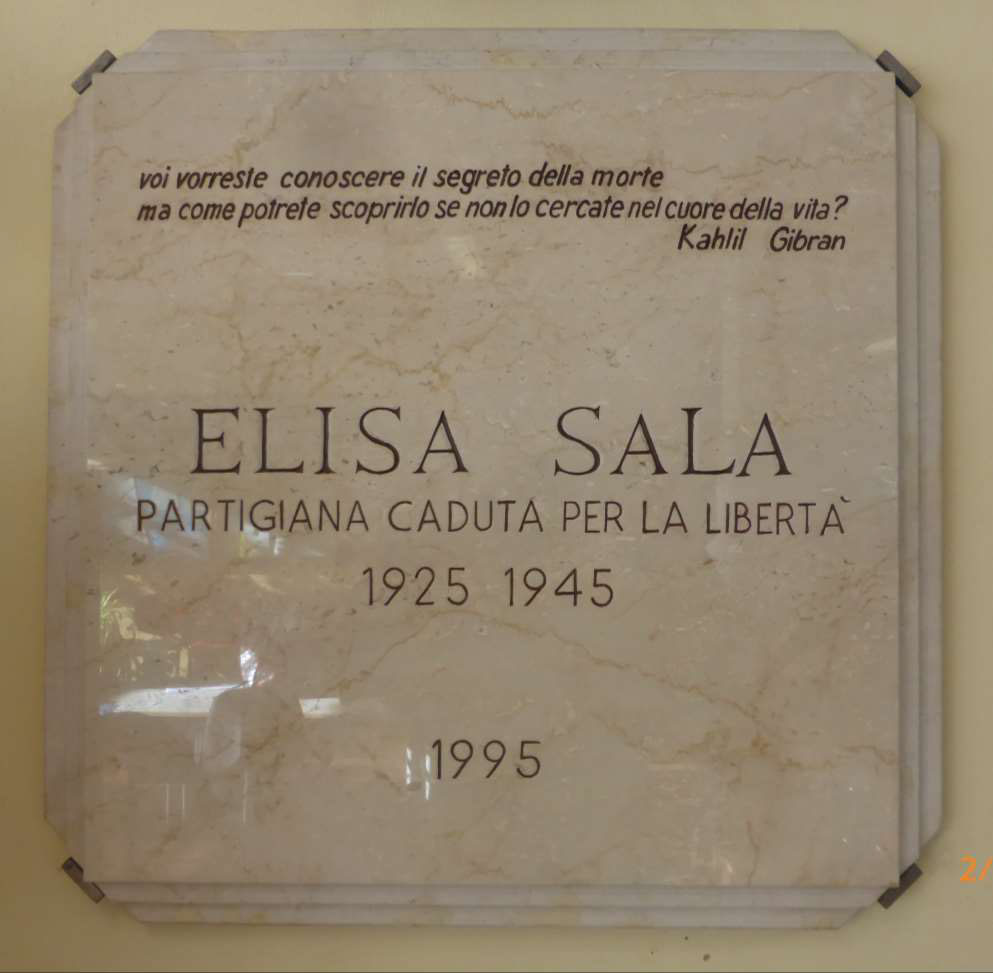 voi vorreste conoscere il segreto della morte
ma come potrete scoprirlo se non lo cercate nel cuore della vita?
Kahlil Gibran
ELISA SALA
PARTIGIANA CADUTA PER LA LIBERTÀ
1925 1945
1995
2/